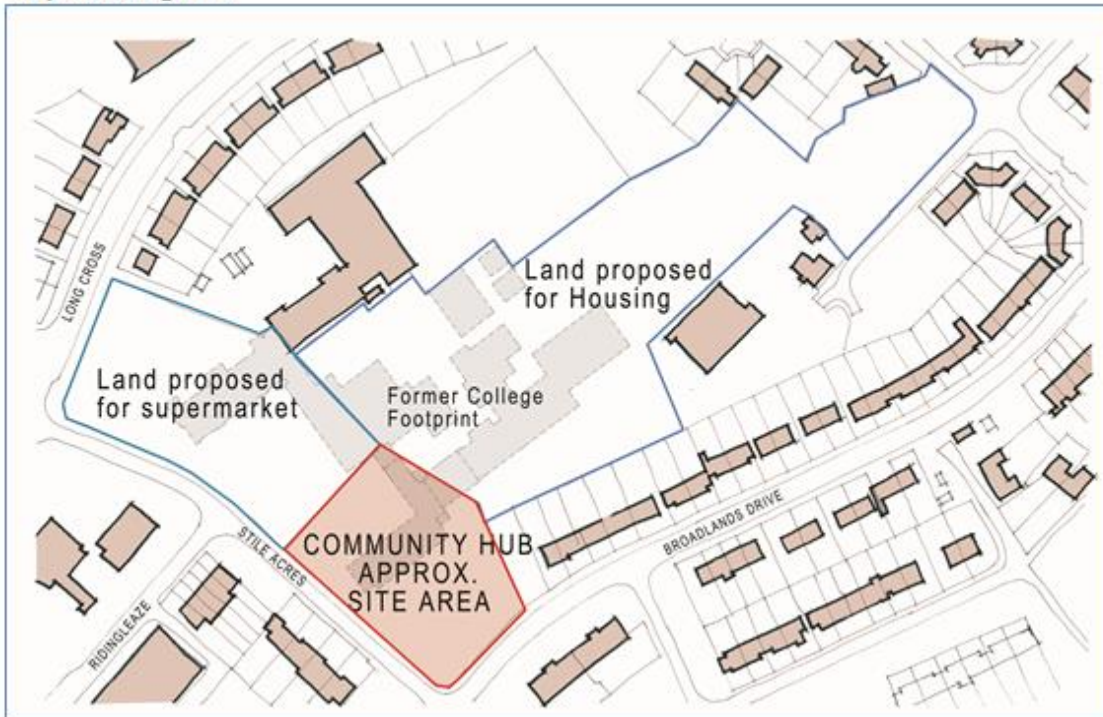 LONG CROSS
Land proposed
for Housing
Land proposed
for supermarket
Former College
Footprint
STILE ACRES
COMMUNITY HUB
APPROX.
SITE AREA
BROADLANDS DRIVE
RIDINGLEAZE